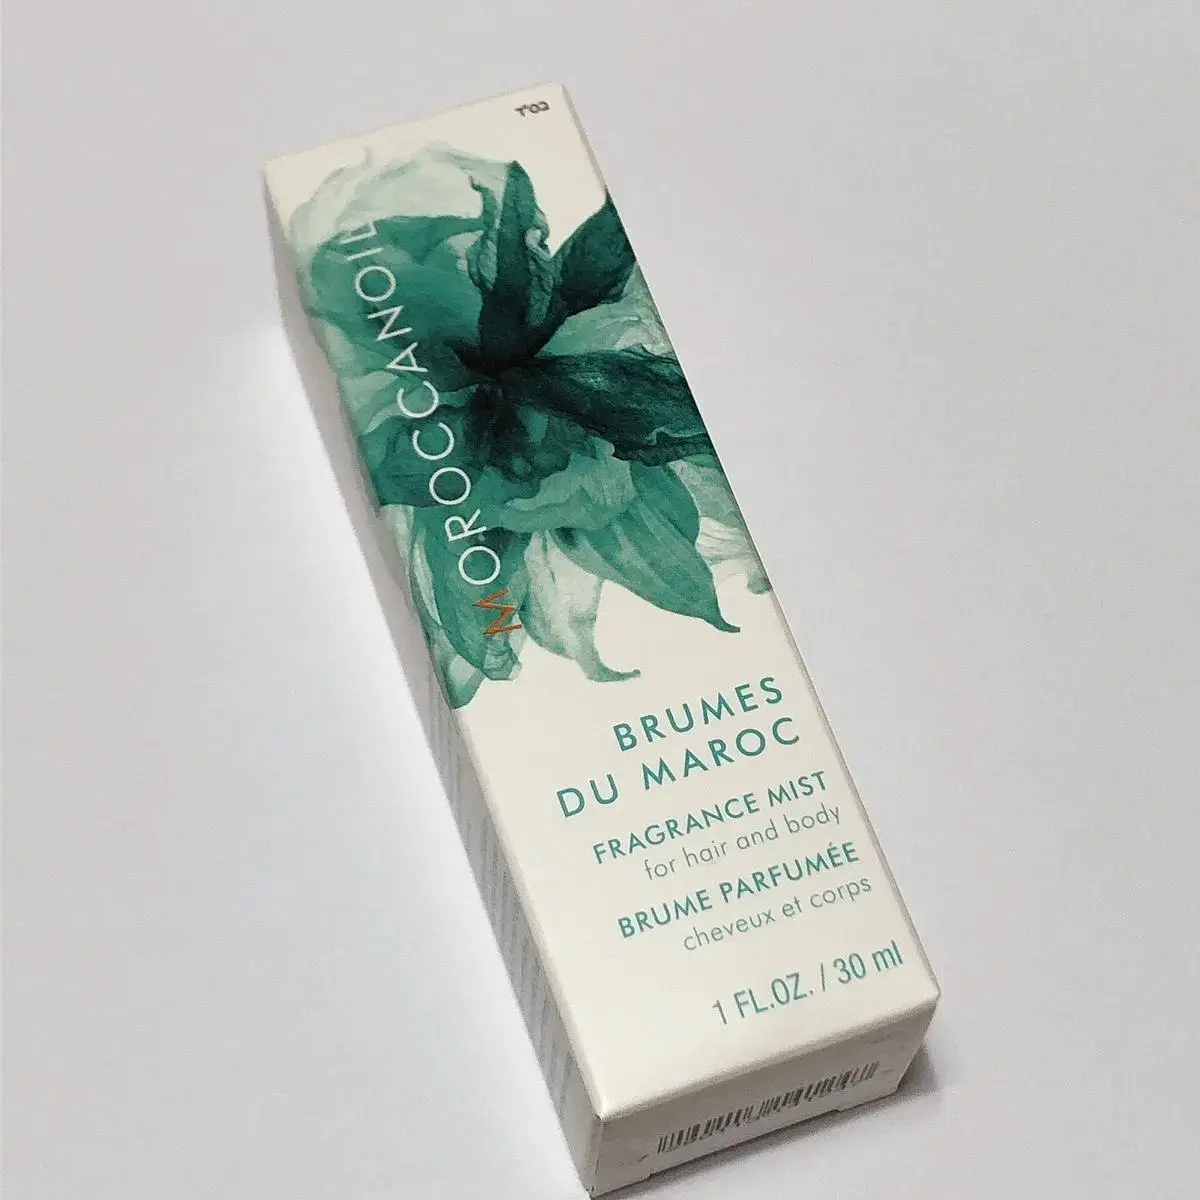 MOROCCANOIL
BRUMES
DU MAROC
FRAGRANCE MIST
for hair and body
BRUME PARFUMÉE
cheveux et corps
1 FL.OZ. / 30 ml